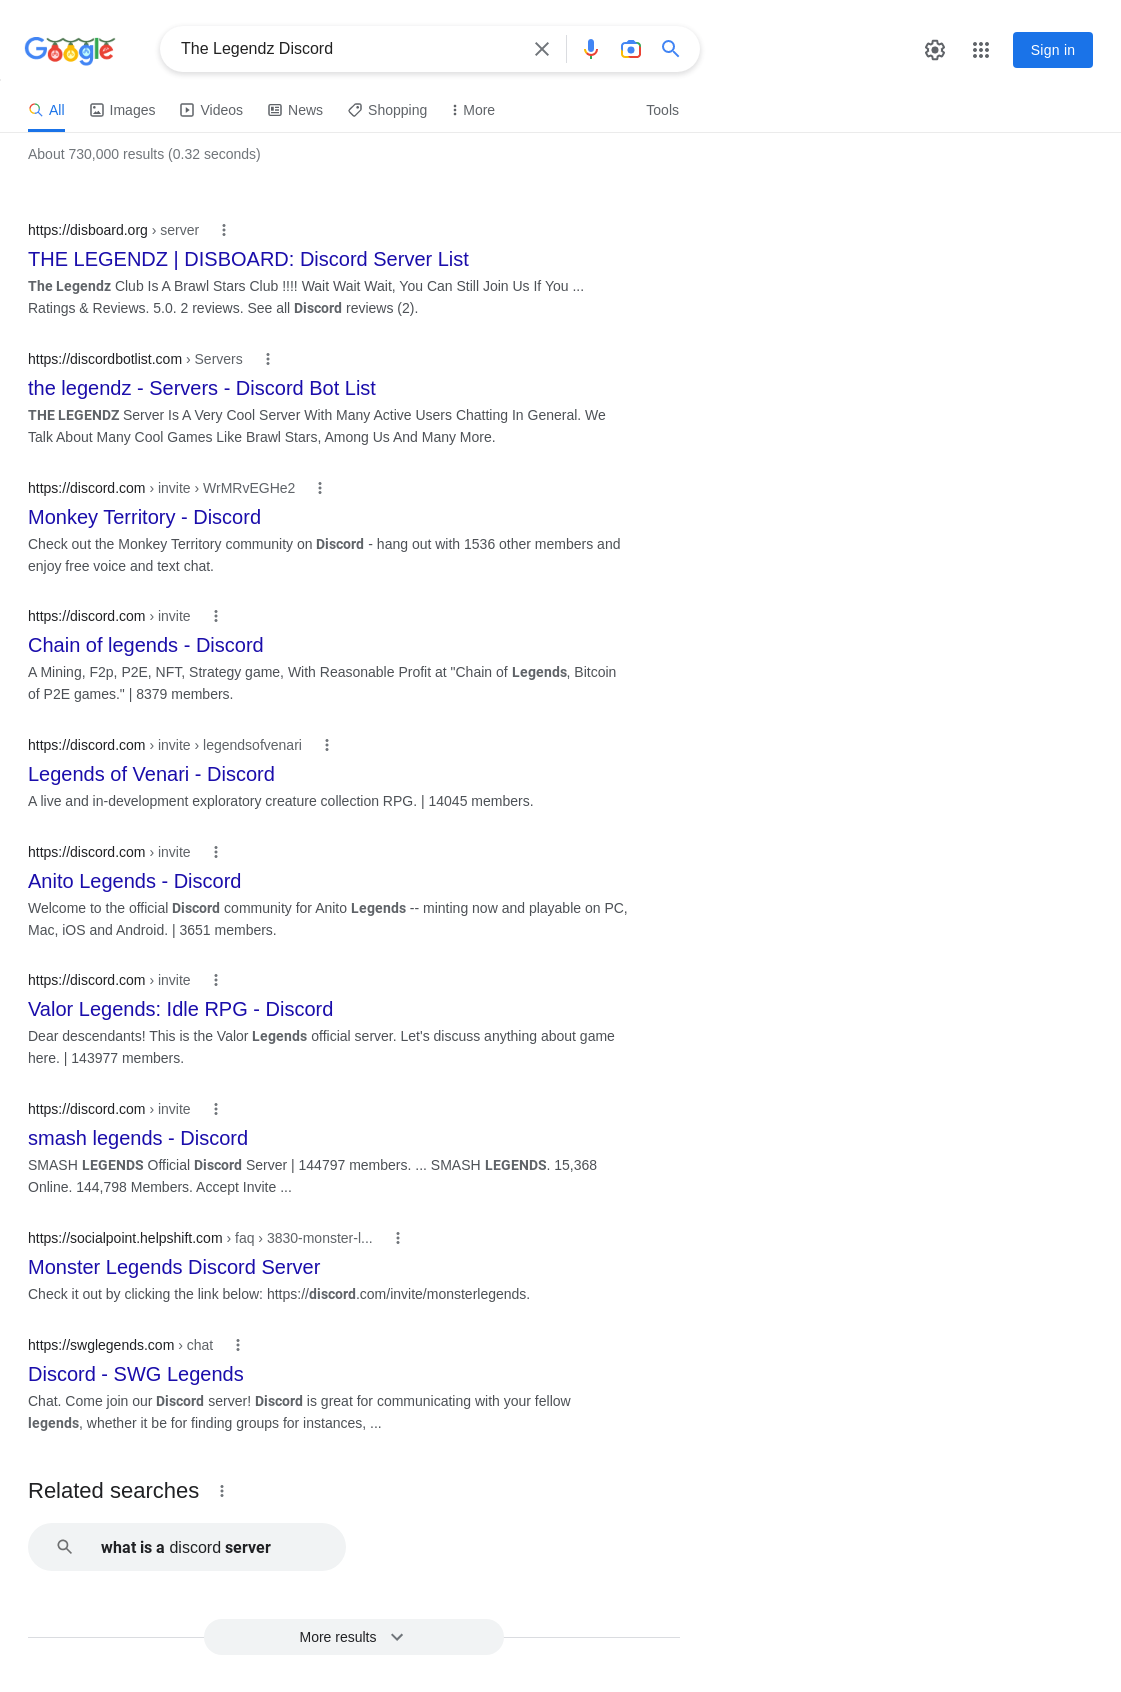 Google
The Legendz Discord
Sign in
All Images Videos News Shopping More Tools
About 730,000 results (0.32 seconds)
https://disboard.org › server
THE LEGENDZ | DISBOARD: Discord Server List
The Legendz Club Is A Brawl Stars Club !!!! Wait Wait Wait, You Can Still Join Us If You ...
Ratings & Reviews. 5.0. 2 reviews. See all Discord reviews (2).
https://discordbotlist.com › Servers
the legendz - Servers - Discord Bot List
THE LEGENDZ Server Is A Very Cool Server With Many Active Users Chatting In General. We
Talk About Many Cool Games Like Brawl Stars, Among Us And Many More.
https://discord.com › invite › WrMRvEGHe2
Monkey Territory - Discord
Check out the Monkey Territory community on Discord - hang out with 1536 other members and
enjoy free voice and text chat.
https://discord.com › invite
Chain of legends - Discord
A Mining, F2p, P2E, NFT, Strategy game, With Reasonable Profit at "Chain of Legends, Bitcoin
of P2E games." | 8379 members.
https://discord.com › invite › legendsofvenari
Legends of Venari - Discord
A live and in-development exploratory creature collection RPG. | 14045 members.
https://discord.com › invite
Anito Legends - Discord
Welcome to the official Discord community for Anito Legends -- minting now and playable on PC,
Mac, iOS and Android. | 3651 members.
https://discord.com › invite
Valor Legends: Idle RPG - Discord
Dear descendants! This is the Valor Legends official server. Let's discuss anything about game
here. | 143977 members.
https://discord.com › invite
smash legends - Discord
SMASH LEGENDS Official Discord Server | 144797 members. ... SMASH LEGENDS. 15,368
Online. 144,798 Members. Accept Invite ...
https://socialpoint.helpshift.com › faq › 3830-monster-l...
Monster Legends Discord Server
Check it out by clicking the link below: https://discord.com/invite/monsterlegends.
https://swglegends.com › chat
Discord - SWG Legends
Chat. Come join our Discord server! Discord is great for communicating with your fellow
legends, whether it be for finding groups for instances, ...
Related searches
what is a discord server
More results